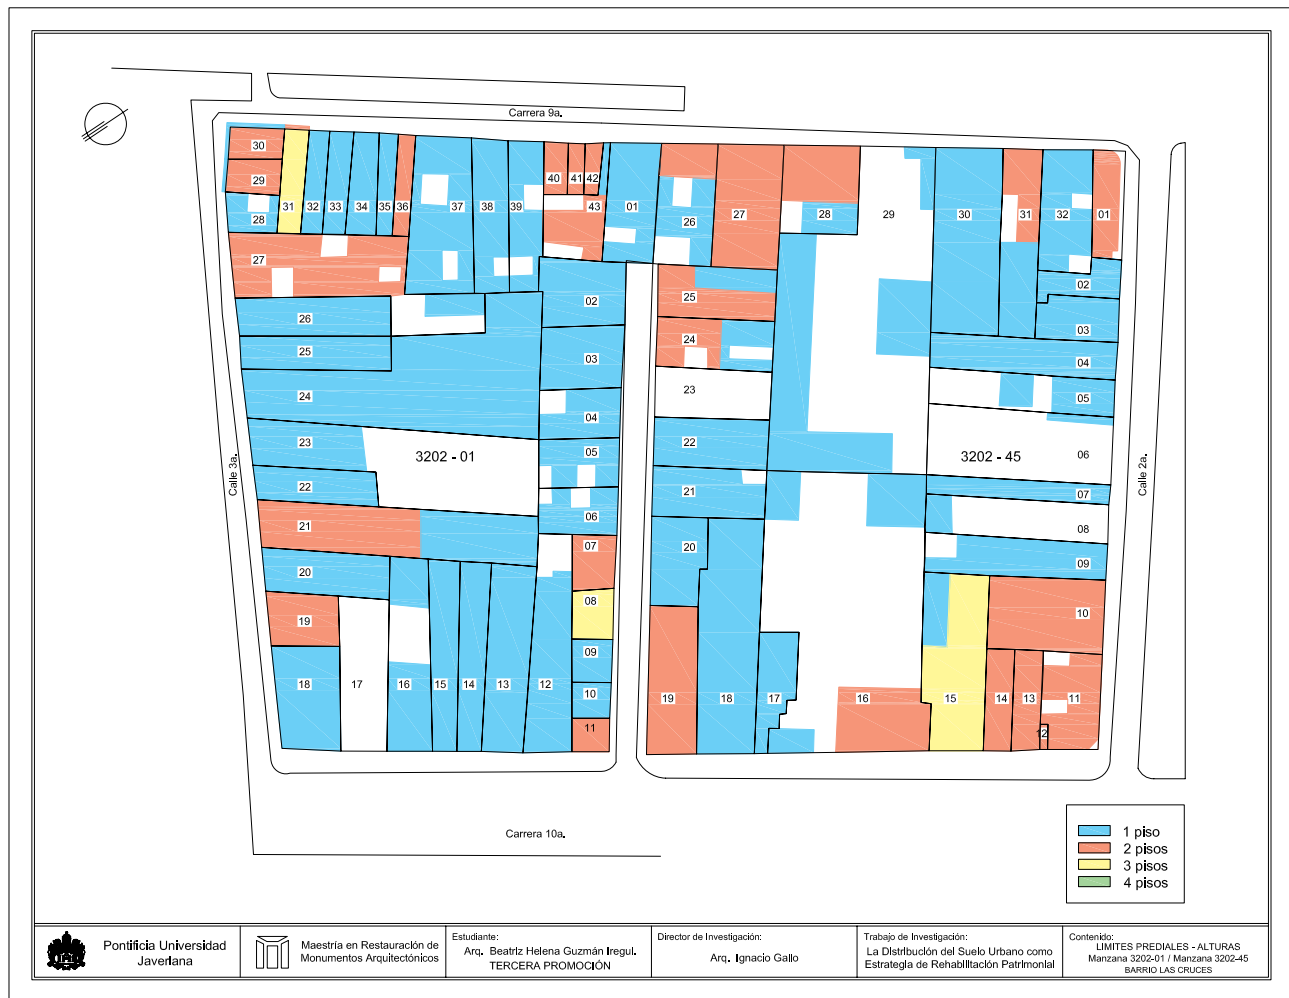 Carrera 9a.
30
29
28
31
32
33
34
35
36
37
38
39
40
41
42
43
01
26
27
28
29
30
31
32
01
27
02
25
02
26
03
25
03
24
04
24
23
05
04
23
22
05
3202 - 01
3202 - 45
06
Calle 3a.
Calle 2a.
22
21
07
06
21
08
07
20
09
20
08
19
10
09
18
17
16
15
14
13
12
10
11
19
18
17
16
15
14
13
11
12
Carrera 10a.
1 piso
2 pisos
3 pisos
4 pisos
Pontificia Universidad
Javeriana
Maestría en Restauración de
Monumentos Arquitectónicos
Estudiante:
Arq. Beatriz Helena Guzmán Iregui.
TERCERA PROMOCIÓN
Director de Investigación:
Arq. Ignacio Gallo
Trabajo de Investigación:
La Distribución del Suelo Urbano como
Estrategia de Rehabilitación Patrimonial
Contenido:
LIMITES PREDIALES - ALTURAS
Manzana 3202-01 / Manzana 3202-45
BARRIO LAS CRUCES